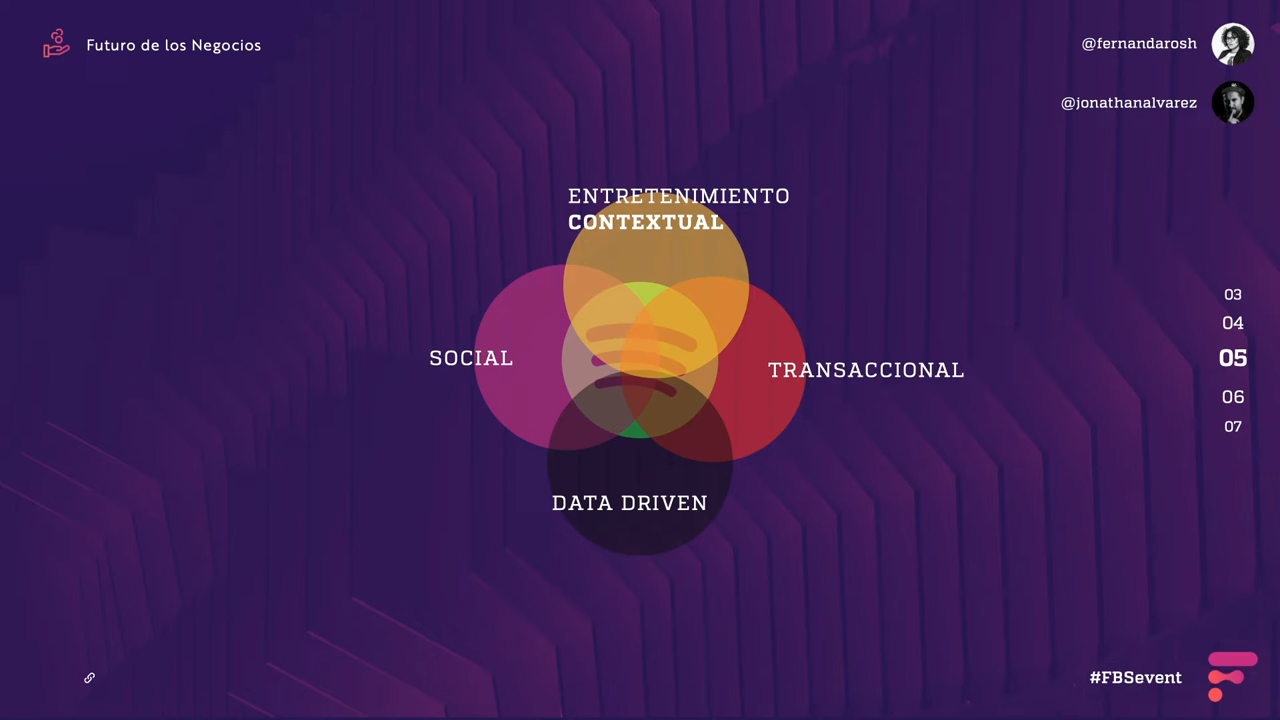 Futuro de los Negocios
@fernandarosh
@jonathanalvarez
ENTRETENIMIENTO
CONTEXTUAL
SOCIAL
TRANSACCIONAL
DATA DRIVEN
03
04
05
06
07
#FBSevent